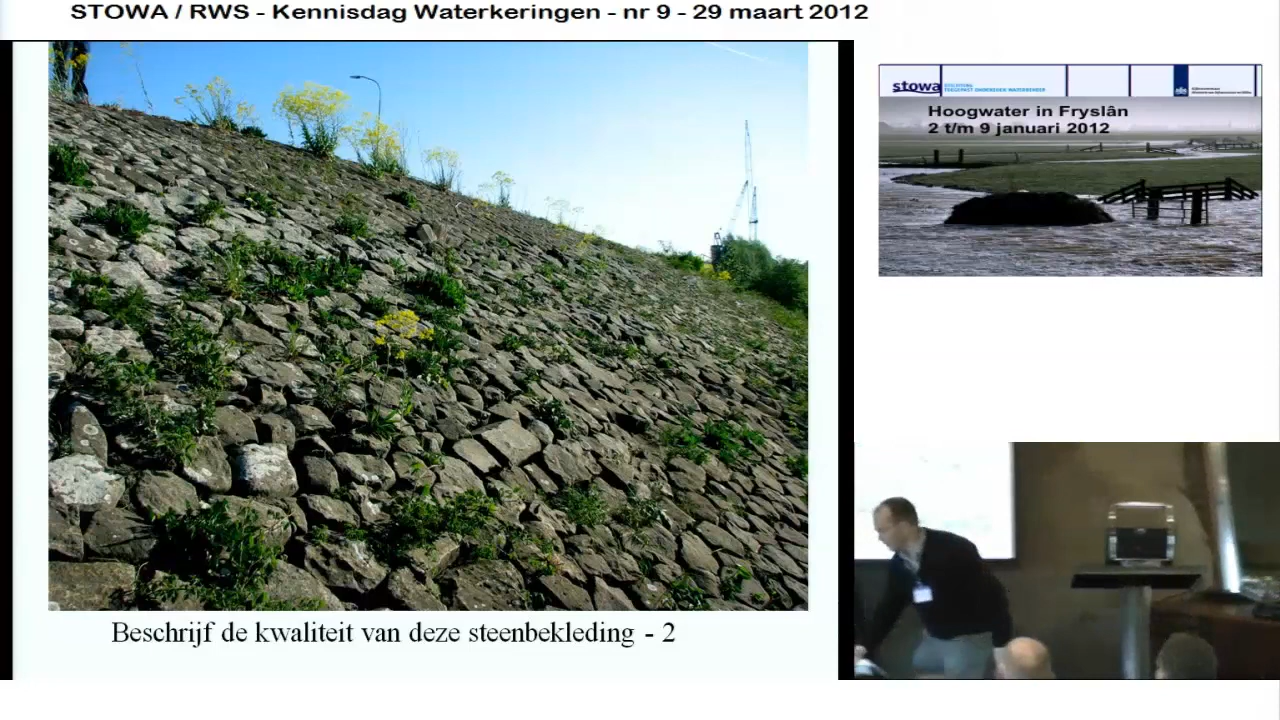 STOWA / RWS - Kennisdag Waterkeringen - nr 9 - 29 maart 2012
stowa
Hoogwater in Fryslân
2 t/m 9 januari 2012
Beschrijf de kwaliteit van deze steenbekleding - 2